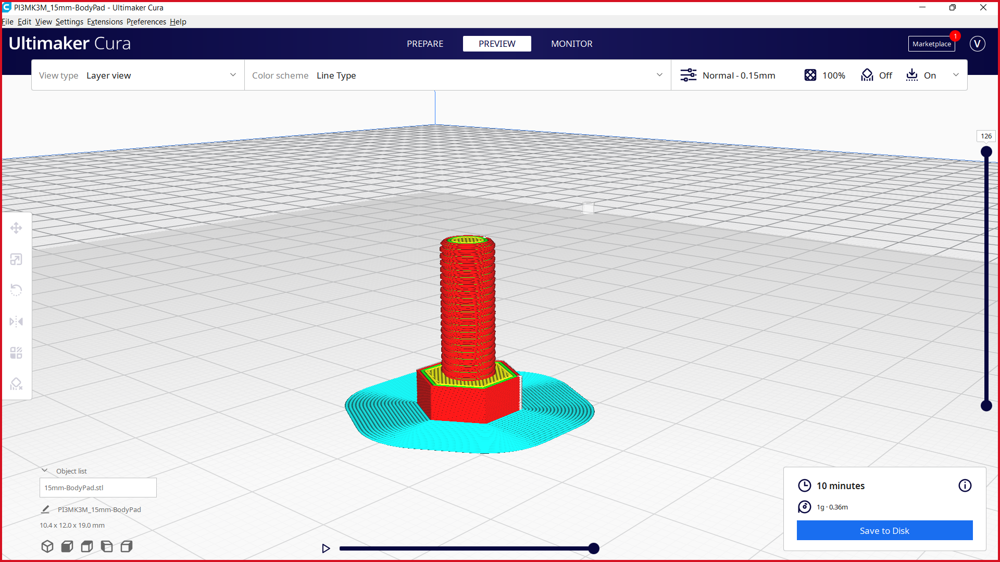 PI3MK3M_15mm-BodyPad - Ultimaker Cura
File Edit View Settings Extensions Preferences Help
Ultimaker Cura
PREPARE PREVIEW MONITOR
Marketplace 1 V
View type Layer view Color scheme Line Type Normal - 0.15mm 100% Off On
126
Object list
15mm-BodyPad.stl
PI3MK3M_15mm-BodyPad
10.4 x 12.0 x 19.0 mm
10 minutes
1g · 0.36m
Save to Disk